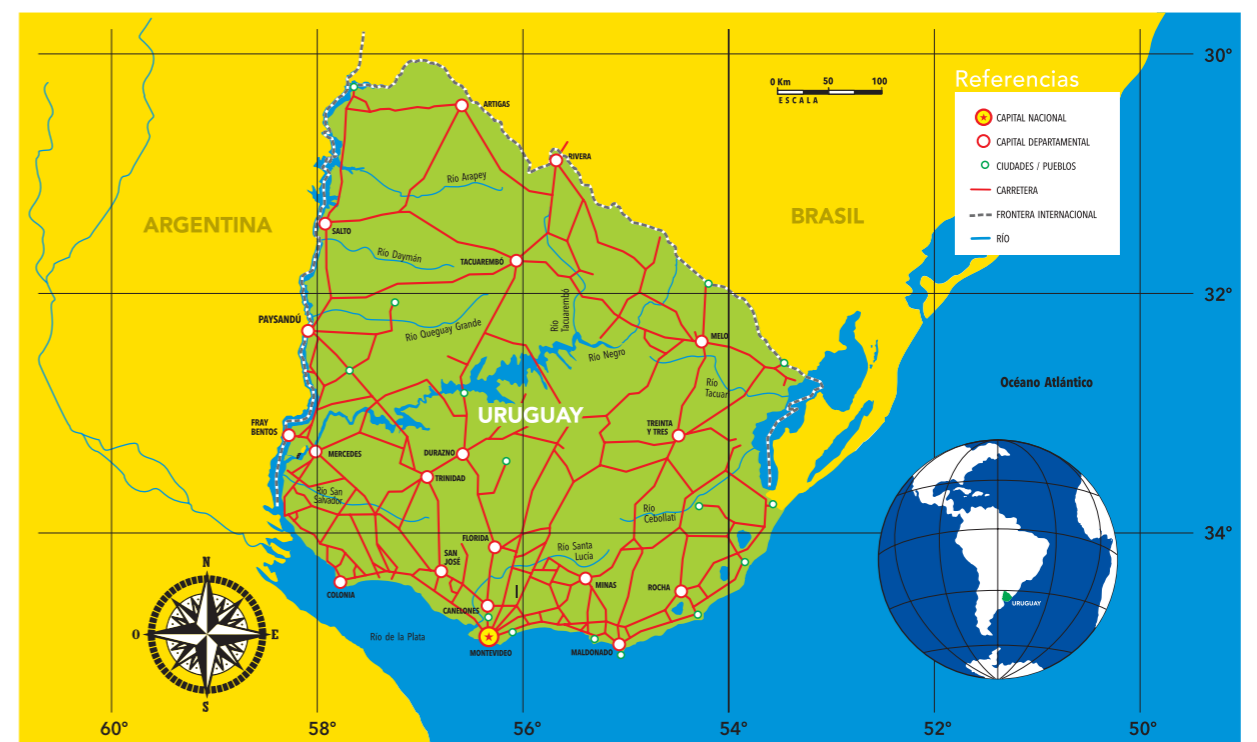 30°
0 Km 50 100
ESCALA
Referencias
CAPITAL NACIONAL
CAPITAL DEPARTAMENTAL
CIUDADES / PUEBLOS
CARRETERA
FRONTERA INTERNACIONAL
RÍO
ARTIGAS
RIVERA
Río Arapey
ARGENTINA
BRASIL
SALTO
Río Daymán
TACUAREMBÓ
32°
Río
Tacuarembó
PAYSANDÚ
Río Queguay Grande
MELO
Río Negro
Río
Tacuar
Océano Atlántico
URUGUAY
FRAY
BENTOS
TREINTA
Y TRES
MERCEDES
DURAZNO
TRINIDAD
Río San
Salvador
Río
Cebollatí
34°
FLORIDA
Río Santa
Lucía
SAN
JOSÉ
MINAS
ROCHA
COLONIA
CANELONES
URUGUAY
N
O
E
S
Río de la Plata
MONTEVIDEO
MALDONADO
60°
58°
56°
54°
52°
50°